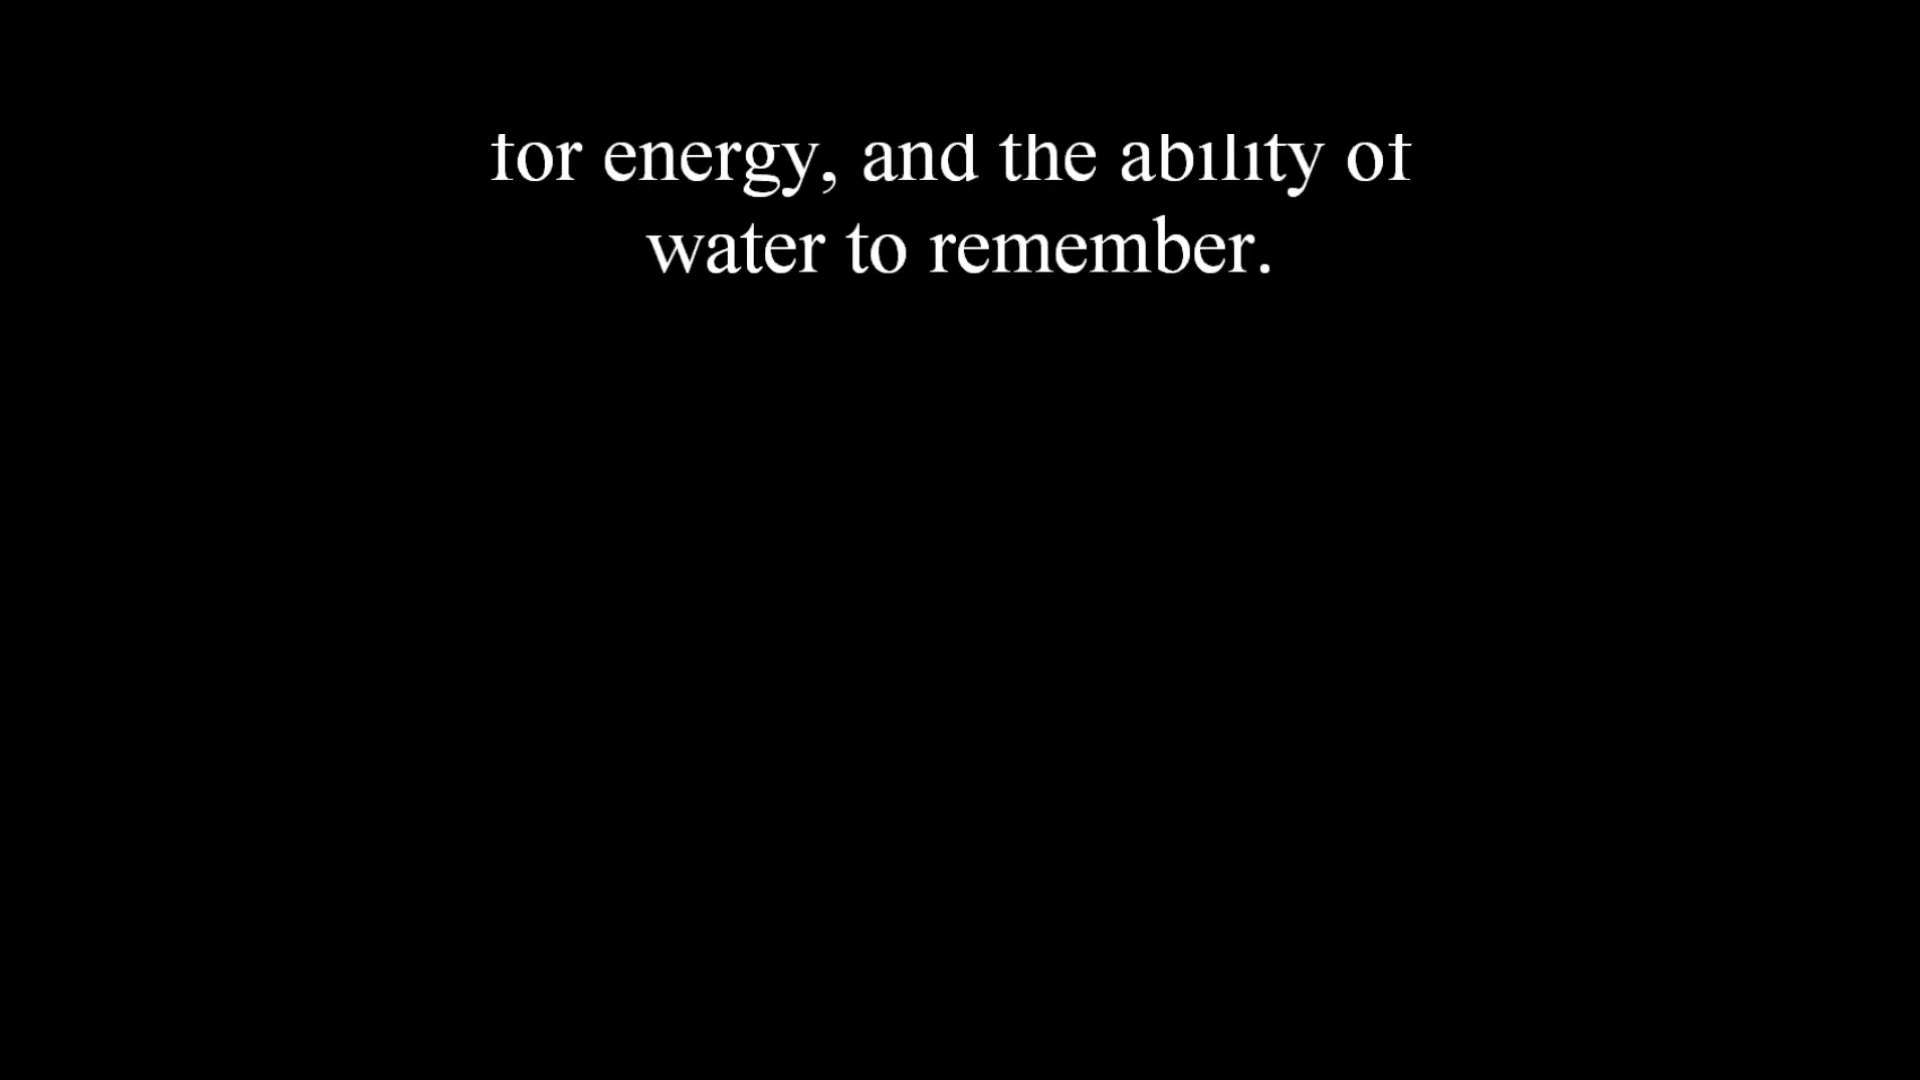 for energy, and the ability of
water to remember.